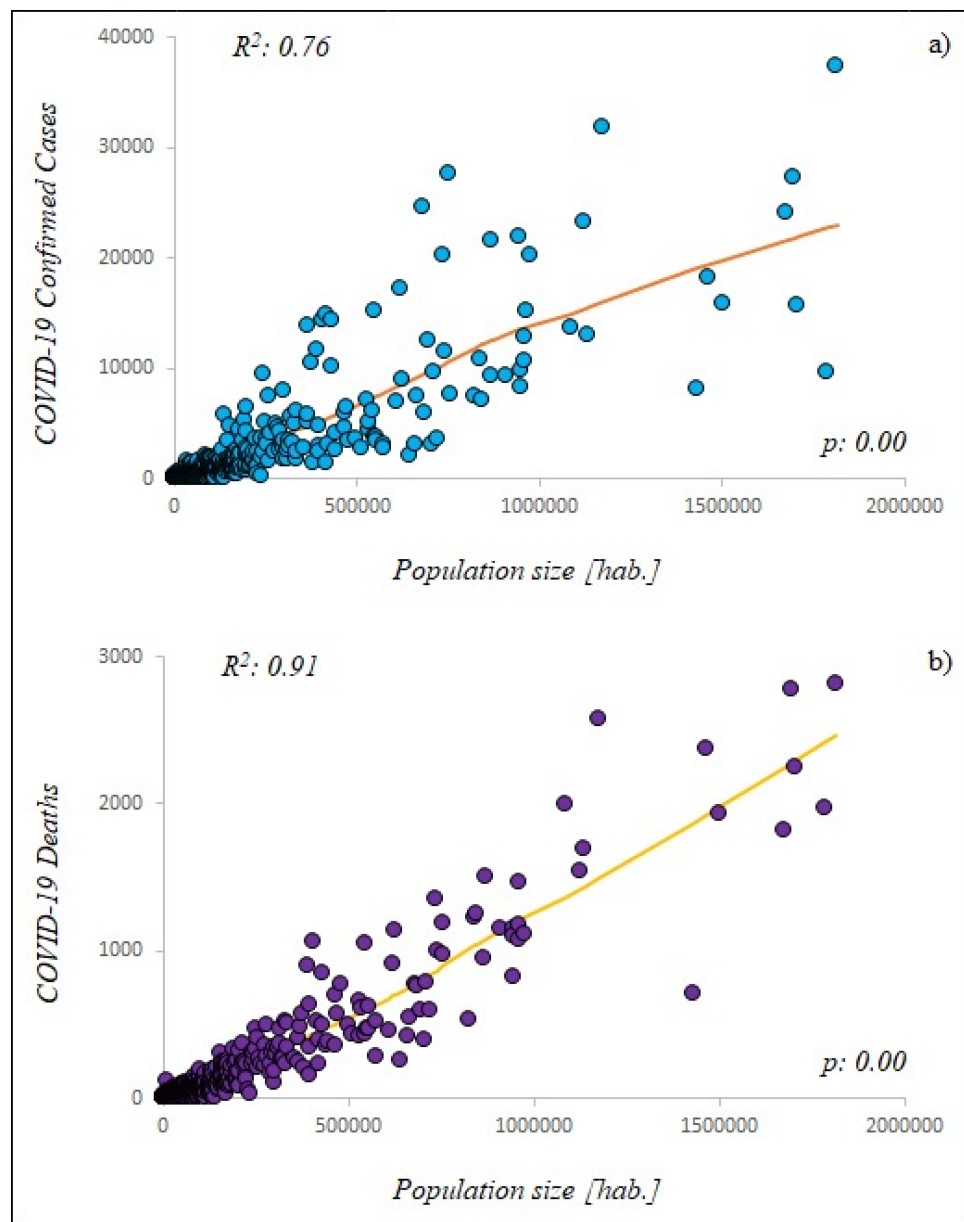 R²: 0.76
a)
40000
30000
20000
10000
0
COVID-19 Confirmed Cases
p: 0.00
0 500000 1000000 1500000 2000000
Population size [hab.]
R²: 0.91
b)
3000
2000
1000
0
COVID-19 Deaths
p: 0.00
0 500000 1000000 1500000 2000000
Population size [hab.]